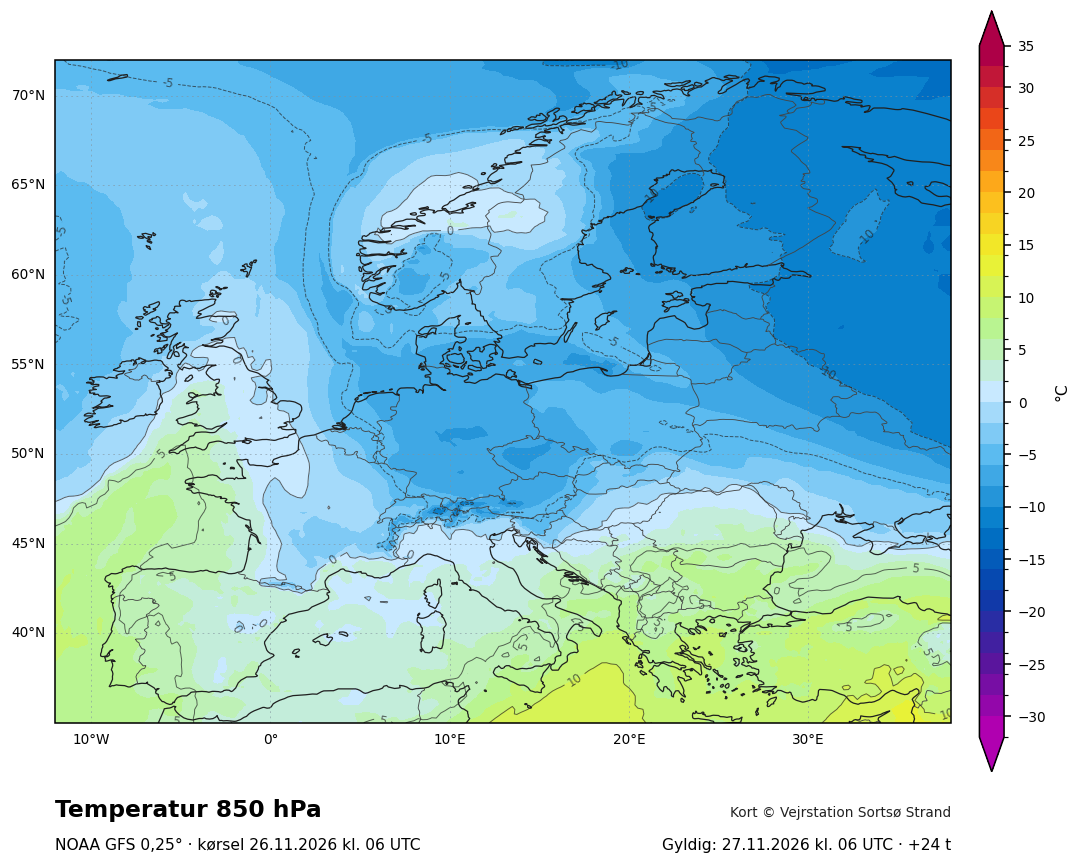 70°N
65°N
60°N
55°N
50°N
45°N
40°N
10°W 0° 10°E 20°E 30°E
35
30
25
20
15
10
5
0
−5
−10
−15
−20
−25
−30
°C
Temperatur 850 hPa
Kort © Vejrstation Sortsø Strand
NOAA GFS 0,25° · kørsel 26.11.2026 kl. 06 UTC
Gyldig: 27.11.2026 kl. 06 UTC · +24 t